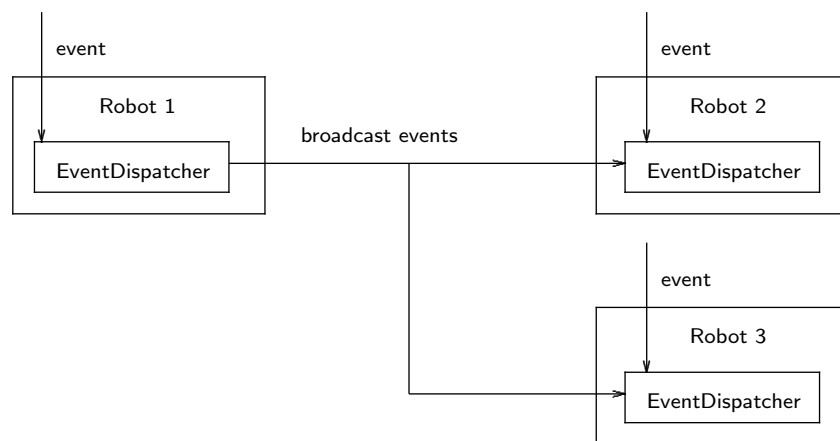 event
event
Robot 1
Robot 2
broadcast events
EventDispatcher
EventDispatcher
event
Robot 3
EventDispatcher